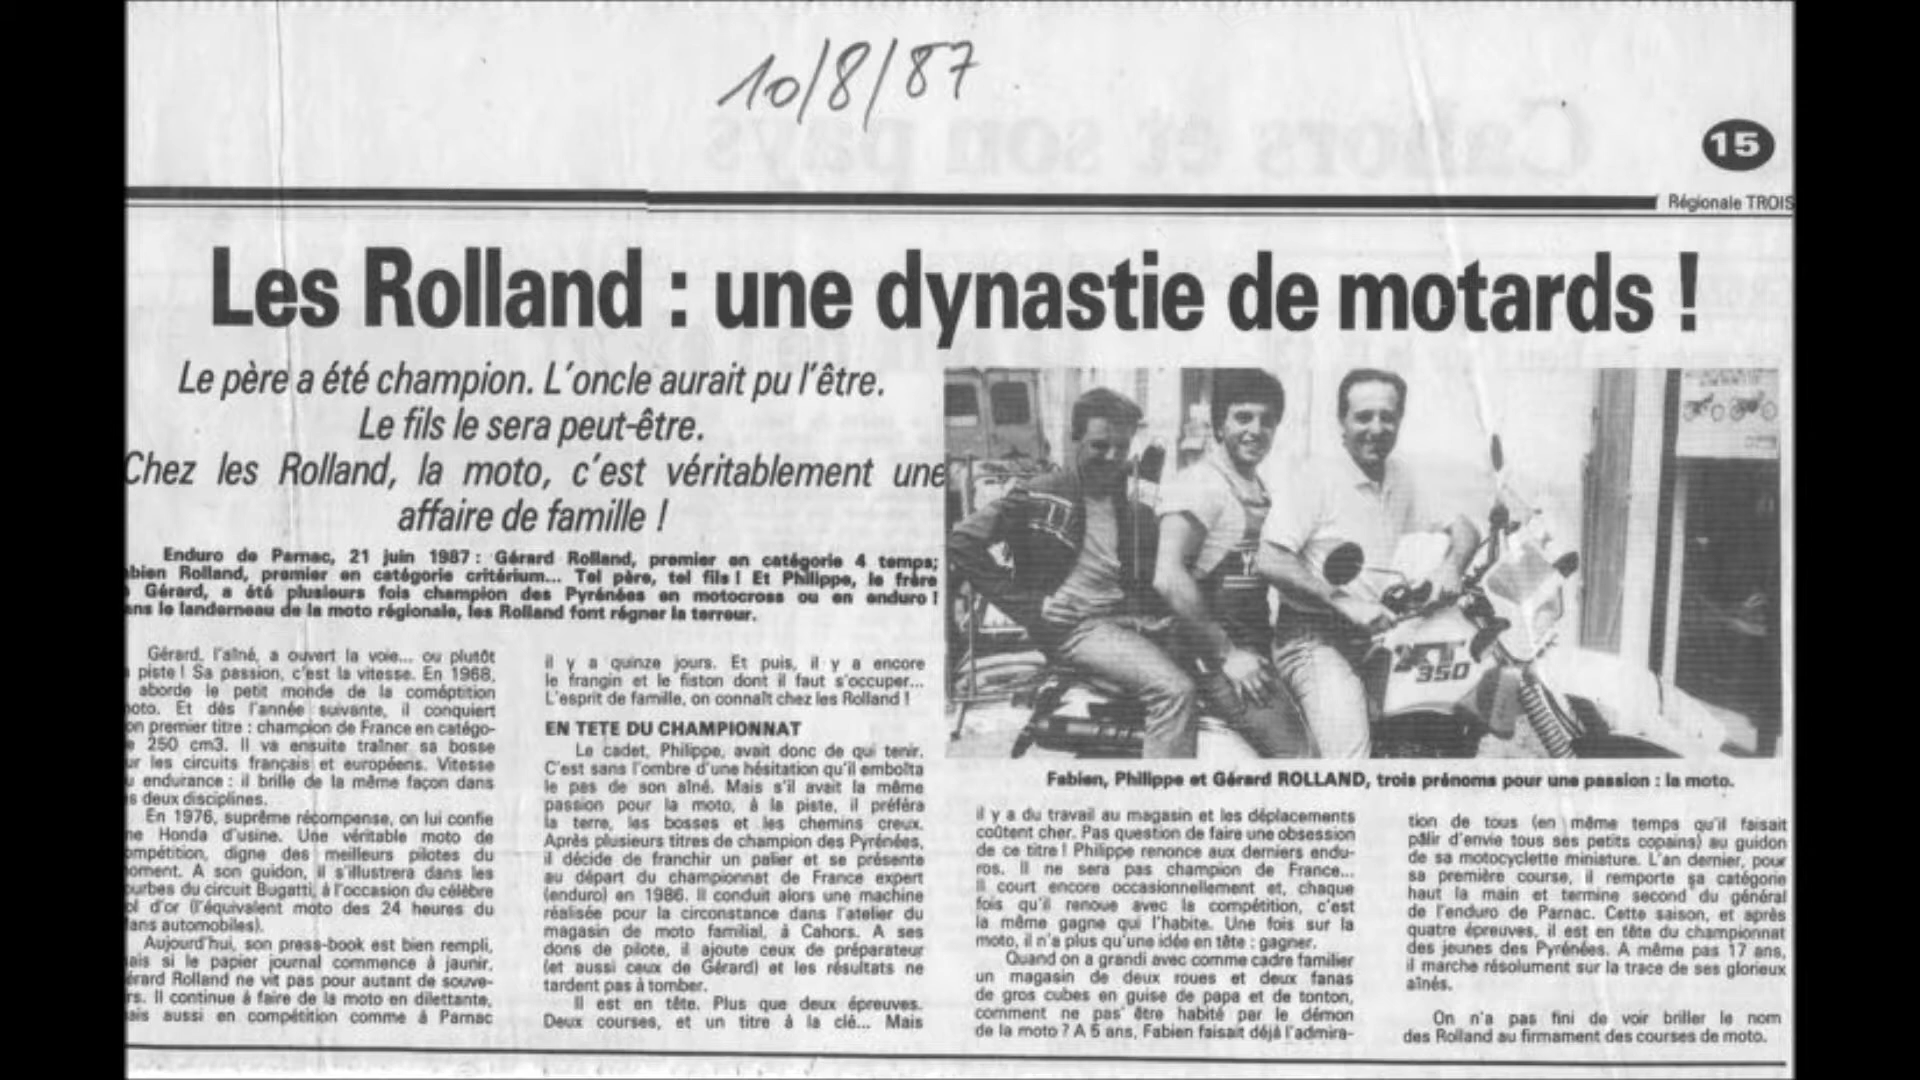 10/8/87
15
Régionale TROIS
Les Rolland : une dynastie de motards !
Le père a été champion. L'oncle aurait pu l'être.
Le fils le sera peut-être.
Chez les Rolland, la moto, c'est véritablement une
affaire de famille !
Enduro de Parnac, 21 juin 1987 : Gérard Rolland, premier en catégorie 4 temps;
bien Rolland, premier en catégorie critérium... Tel père, tel fils ! Et Philippe, le frère
Gérard, a été plusieurs fois champion des Pyrénées en motocross ou en enduro !
ans le landerneau de la moto régionale, les Rolland font régner la terreur.
Gérard, l'aîné, a ouvert la voie... ou plutôt
piste ! Sa passion, c'est la vitesse. En 1968,
aborde le petit monde de la coméptition
oto. Et dès l'année suivante, il conquiert
on premier titre : champion de France en catégo-
e 250 cm3. Il va ensuite traîner sa bosse
ur les circuits français et européens. Vitesse
u endurance : il brille de la même façon dans
s deux disciplines.
En 1976, suprême récompense, on lui confie
ne Honda d'usine. Une véritable moto de
ompétition, digne des meilleurs pilotes du
oment. A son guidon, il s'illustrera dans les
ourbes du circuit Bugatti, à l'occasion du célèbre
ol d'or (l'équivalent moto des 24 heures du
ans automobiles).
Aujourd'hui, son press-book est bien rempli,
ais si le papier journal commence à jaunir,
érard Rolland ne vit pas pour autant de souve-
rs. Il continue à faire de la moto en dilettante,
ais aussi en compétition comme à Parnac
il y a quinze jours. Et puis, il y a encore
le frangin et le fiston dont il faut s'occuper...
L'esprit de famille, on connaît chez les Rolland !
EN TETE DU CHAMPIONNAT
Le cadet, Philippe, avait donc de qui tenir.
C'est sans l'ombre d'une hésitation qu'il emboîta
le pas de son aîné. Mais s'il avait la même
passion pour la moto, à la piste, il préféra
la terre, les bosses et les chemins creux.
Après plusieurs titres de champion des Pyrénées,
il décide de franchir un palier et se présente
au départ du championnat de France expert
(enduro) en 1986. Il conduit alors une machine
réalisée pour la circonstance dans l'atelier du
magasin de moto familial, à Cahors. A ses
dons de pilote, il ajoute ceux de préparateur
(et aussi ceux de Gérard) et les résultats ne
tardent pas à tomber.
Il est en tête. Plus que deux épreuves.
Deux courses, et un titre à la clé... Mais
350
Fabien, Philippe et Gérard ROLLAND, trois prénoms pour une passion : la moto.
il y a du travail au magasin et les déplacements
coûtent cher. Pas question de faire une obsession
de ce titre ! Philippe renonce aux derniers endu-
ros. Il ne sera pas champion de France...
Il court encore occasionnellement et, chaque
fois qu'il renoue avec la compétition, c'est
la même gagne qui l'habite. Une fois sur la
moto, il n'a plus qu'une idée en tête : gagner.
Quand on a grandi avec comme cadre familier
un magasin de deux roues et deux fanas
de gros cubes en guise de papa et de tonton,
comment ne pas être habité par le démon
de la moto ? A 5 ans, Fabien faisait déjà l'admira-
tion de tous (en même temps qu'il faisait
pâlir d'envie tous ses petits copains) au guidon
de sa motocyclette miniature. L'an dernier, pour
sa première course, il remporte sa catégorie
haut la main et termine second du général
de l'enduro de Parnac. Cette saison, et après
quatre épreuves, il est en tête du championnat
des jeunes des Pyrénées. A même pas 17 ans,
il marche résolument sur la trace de ses glorieux
aînés.
On n'a pas fini de voir briller le nom
des Rolland au firmament des courses de moto.